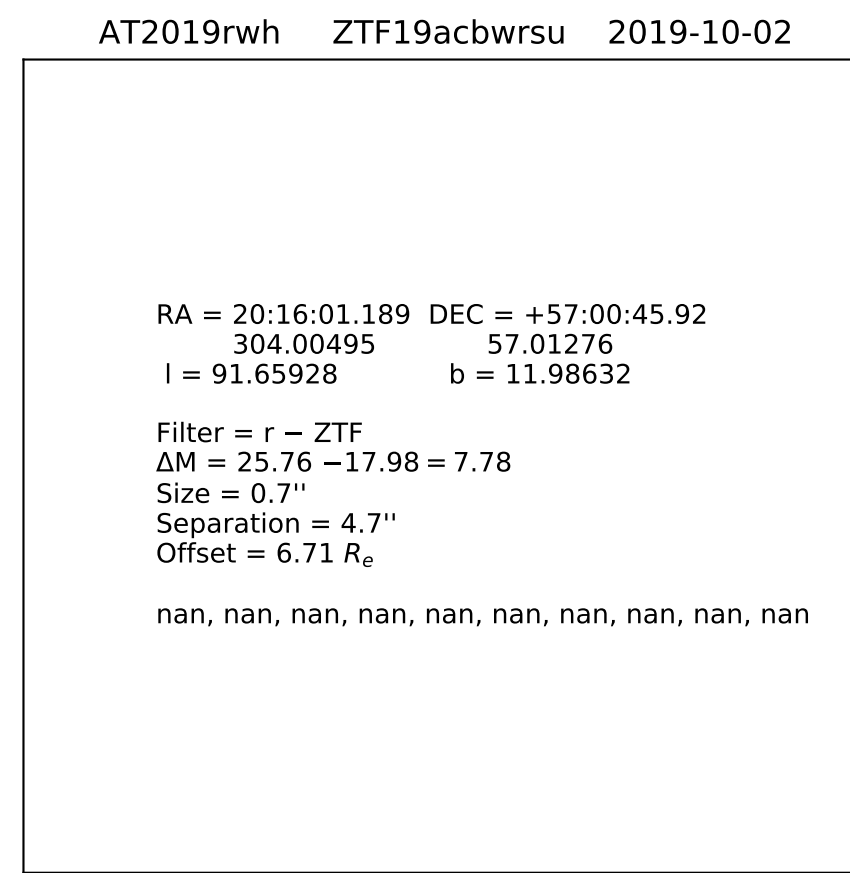 AT2019rwh ZTF19acbwrsu 2019-10-02
RA = 20:16:01.189 DEC = +57:00:45.92
304.00495 57.01276
l = 91.65928 b = 11.98632
Filter = r − ZTF
ΔM = 25.76 −17.98 = 7.78
Size = 0.7''
Separation = 4.7''
Offset = 6.71 Rₑ
nan, nan, nan, nan, nan, nan, nan, nan, nan, nan